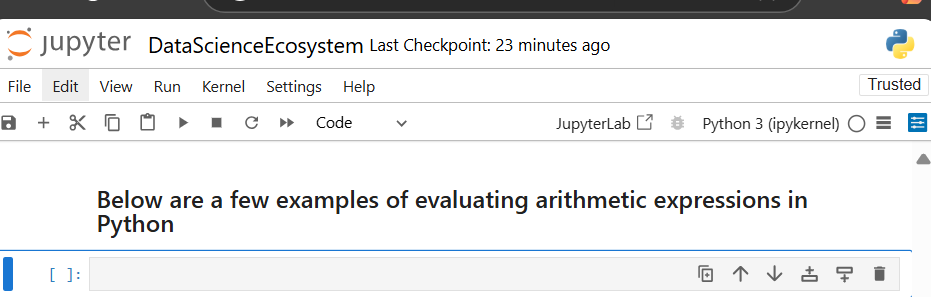 jupyter DataScienceEcosystem Last Checkpoint: 23 minutes ago
File Edit View Run Kernel Settings Help Trusted
Code JupyterLab Python 3 (ipykernel)
Below are a few examples of evaluating arithmetic expressions in
Python
[ ]: